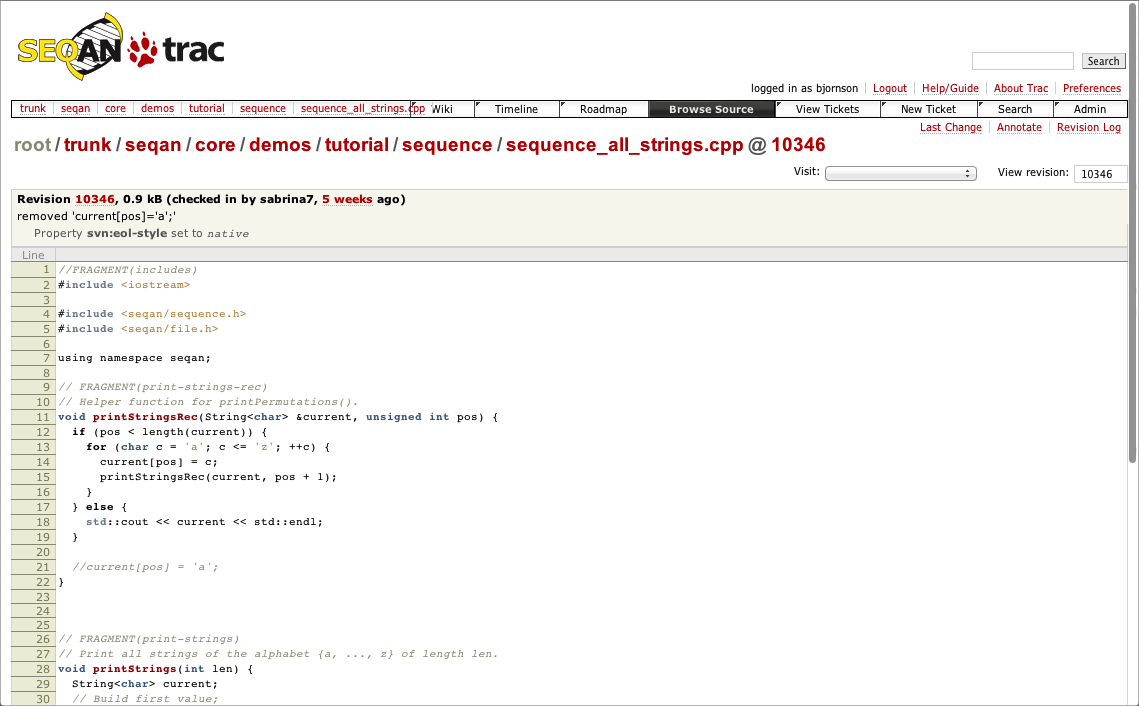 SEQAN trac
Search
logged in as bjornson Logout Help/Guide About Trac Preferences
trunk seqan core demos tutorial sequence sequence_all_strings.cpp Wiki Timeline Roadmap Browse Source View Tickets New Ticket Search Admin
Last Change Annotate Revision Log
root / trunk / seqan / core / demos / tutorial / sequence / sequence_all_strings.cpp @ 10346
Visit: View revision: 10346
Revision 10346, 0.9 kB (checked in by sabrina7, 5 weeks ago)
removed 'current[pos]='a';'
Property svn:eol-style set to native
Line
1 //FRAGMENT(includes)
2 #include <iostream>
3
4 #include <seqan/sequence.h>
5 #include <seqan/file.h>
6
7 using namespace seqan;
8
9 // FRAGMENT(print-strings-rec)
10 // Helper function for printPermutations().
11 void printStringsRec(String<char> &current, unsigned int pos) {
12 if (pos < length(current)) {
13 for (char c = 'a'; c <= 'z'; ++c) {
14 current[pos] = c;
15 printStringsRec(current, pos + 1);
16 }
17 } else {
18 std::cout << current << std::endl;
19 }
20
21 //current[pos] = 'a';
22 }
23
24
25
26 // FRAGMENT(print-strings)
27 // Print all strings of the alphabet {a, ..., z} of length len.
28 void printStrings(int len) {
29 String<char> current;
30 // Build first value;